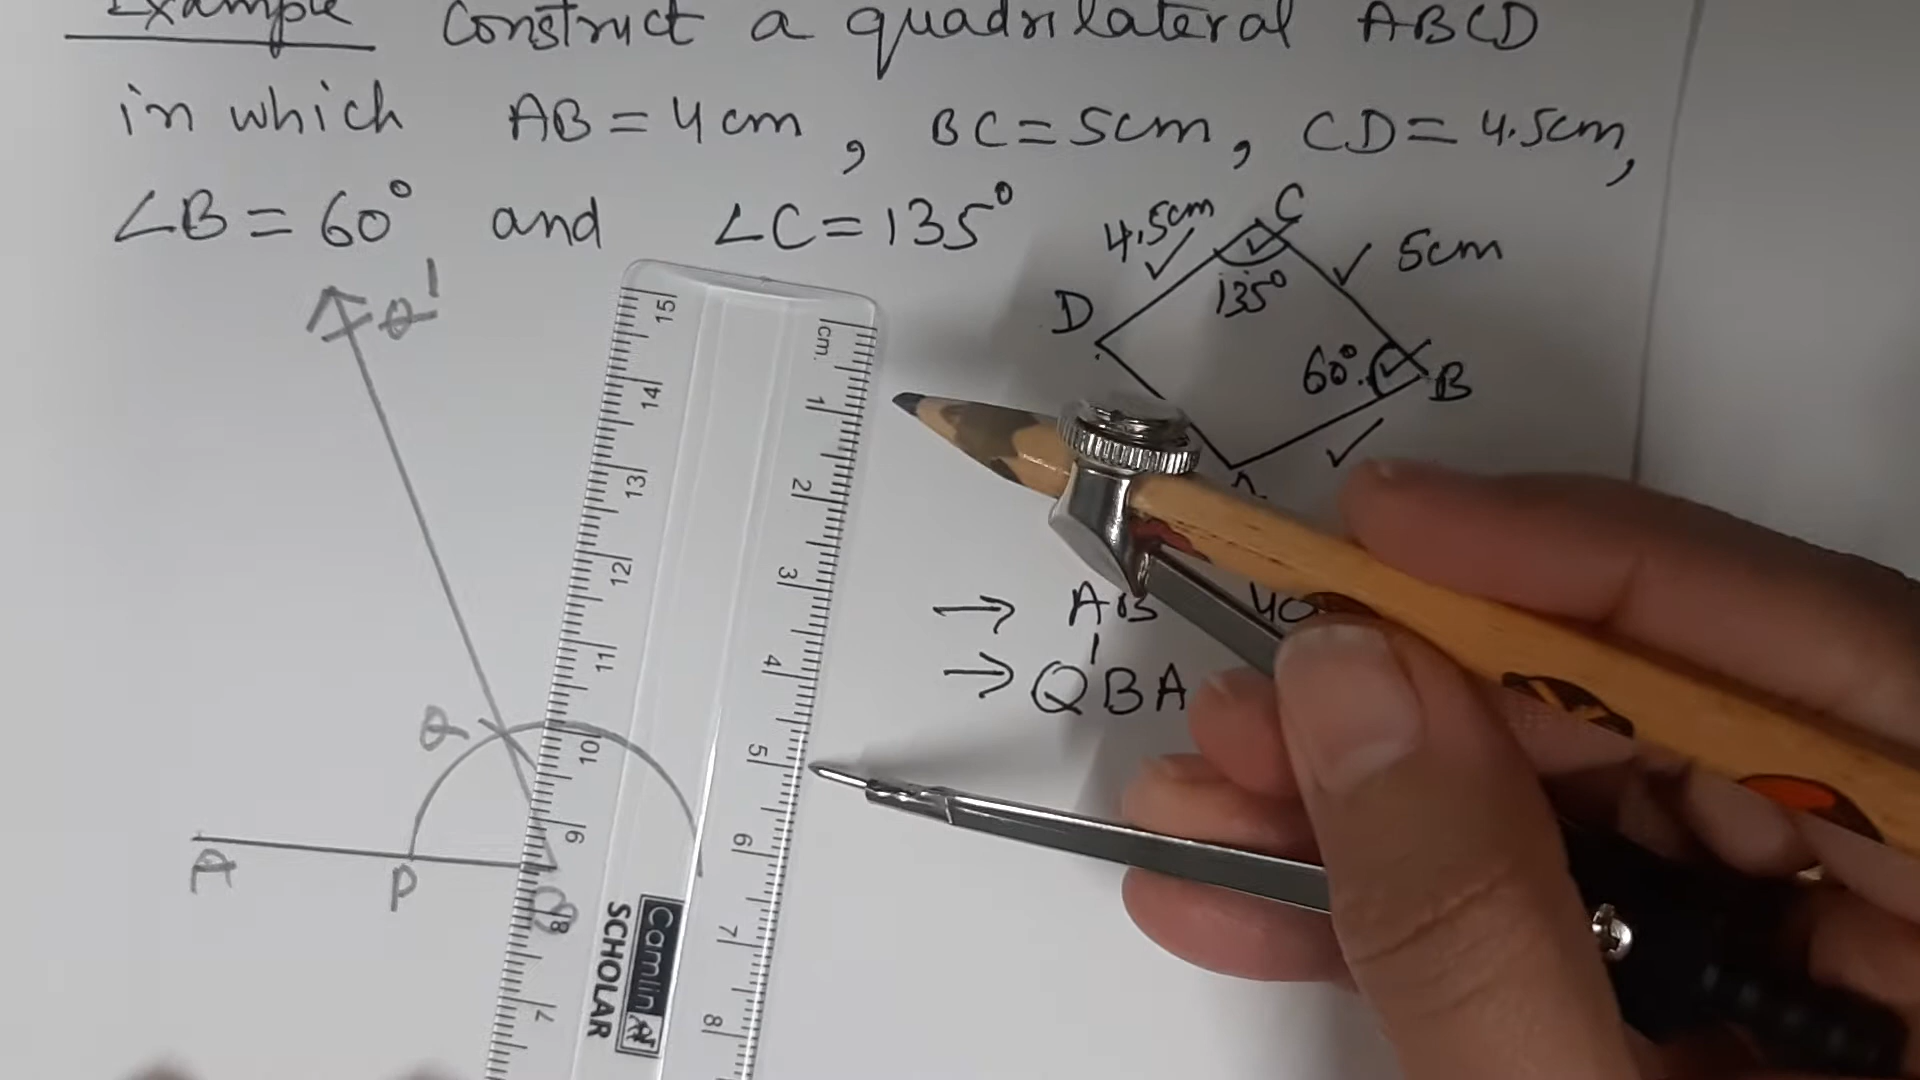 Example Construct a quadrilateral ABCD
in which AB = 4cm, BC = 5cm, CD = 4.5cm,
∠B = 60° and ∠C = 135°
4.5cm
C
5cm
135°
D
60°
B
A
Q'
Q
A
P
B
→ AB 40
→ Q'BA
cm.
1
2
3
4
5
6
7
8
15
14
13
12
11
10
9
8
7
Camlin
SCHOLAR